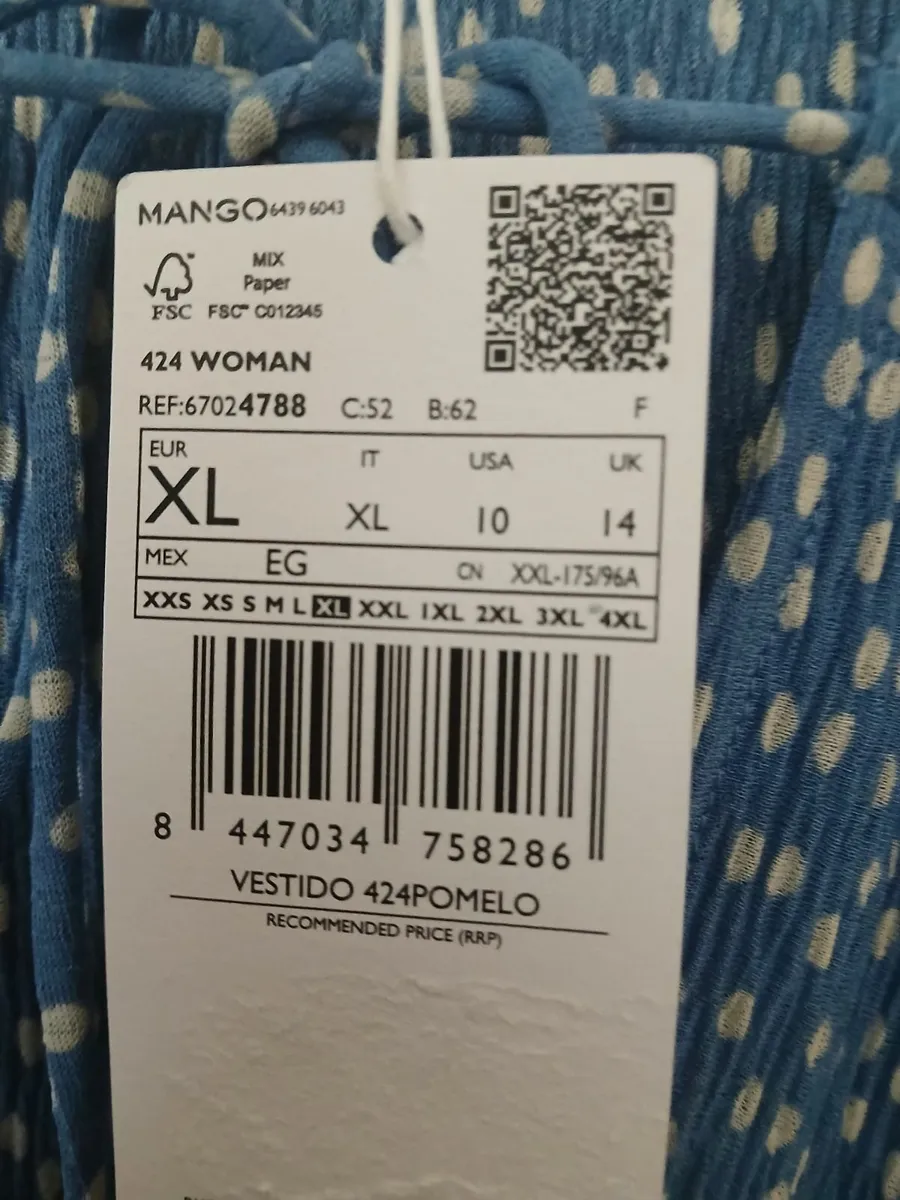 MANGO 6439 6043
MIX
Paper
FSC FSC™ C012345
424 WOMAN
REF:67024788 C:52 B:62 F
EUR IT USA UK
XL XL 10 14
MEX EG CN XXL-175/96A
XXS XS S M L XL XXL 1XL 2XL 3XL 4XL
8 447034 758286
VESTIDO 424POMELO
RECOMMENDED PRICE (RRP)